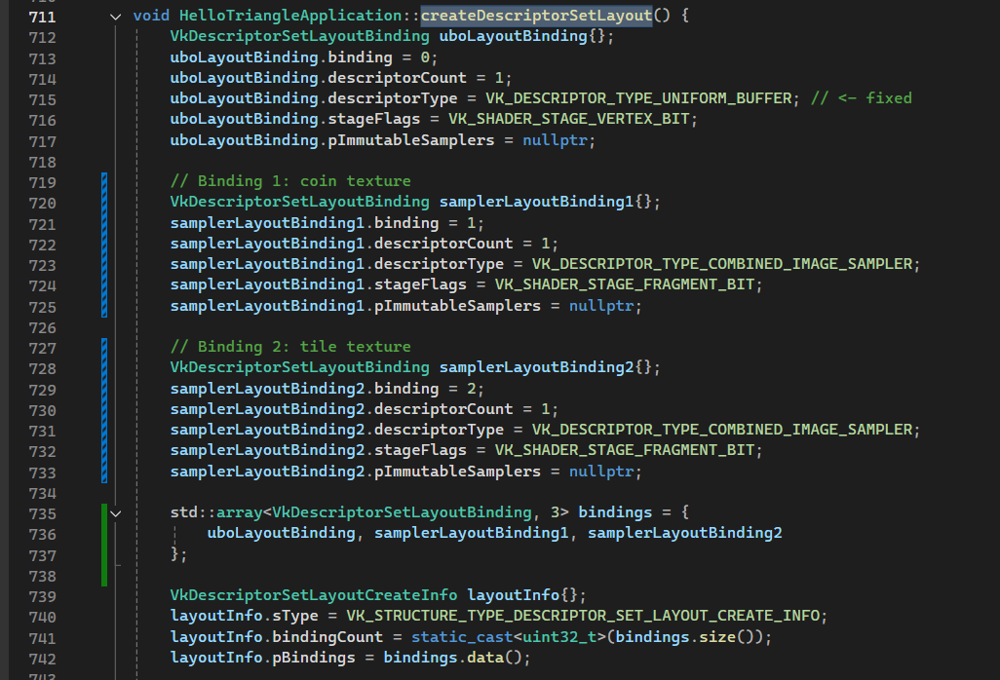 711 void HelloTriangleApplication::createDescriptorSetLayout() {
712 VkDescriptorSetLayoutBinding uboLayoutBinding{};
713 uboLayoutBinding.binding = 0;
714 uboLayoutBinding.descriptorCount = 1;
715 uboLayoutBinding.descriptorType = VK_DESCRIPTOR_TYPE_UNIFORM_BUFFER; // <- fixed
716 uboLayoutBinding.stageFlags = VK_SHADER_STAGE_VERTEX_BIT;
717 uboLayoutBinding.pImmutableSamplers = nullptr;
718
719 // Binding 1: coin texture
720 VkDescriptorSetLayoutBinding samplerLayoutBinding1{};
721 samplerLayoutBinding1.binding = 1;
722 samplerLayoutBinding1.descriptorCount = 1;
723 samplerLayoutBinding1.descriptorType = VK_DESCRIPTOR_TYPE_COMBINED_IMAGE_SAMPLER;
724 samplerLayoutBinding1.stageFlags = VK_SHADER_STAGE_FRAGMENT_BIT;
725 samplerLayoutBinding1.pImmutableSamplers = nullptr;
726
727 // Binding 2: tile texture
728 VkDescriptorSetLayoutBinding samplerLayoutBinding2{};
729 samplerLayoutBinding2.binding = 2;
730 samplerLayoutBinding2.descriptorCount = 1;
731 samplerLayoutBinding2.descriptorType = VK_DESCRIPTOR_TYPE_COMBINED_IMAGE_SAMPLER;
732 samplerLayoutBinding2.stageFlags = VK_SHADER_STAGE_FRAGMENT_BIT;
733 samplerLayoutBinding2.pImmutableSamplers = nullptr;
734
735 std::array<VkDescriptorSetLayoutBinding, 3> bindings = {
736 uboLayoutBinding, samplerLayoutBinding1, samplerLayoutBinding2
737 };
738
739 VkDescriptorSetLayoutCreateInfo layoutInfo{};
740 layoutInfo.sType = VK_STRUCTURE_TYPE_DESCRIPTOR_SET_LAYOUT_CREATE_INFO;
741 layoutInfo.bindingCount = static_cast<uint32_t>(bindings.size());
742 layoutInfo.pBindings = bindings.data();